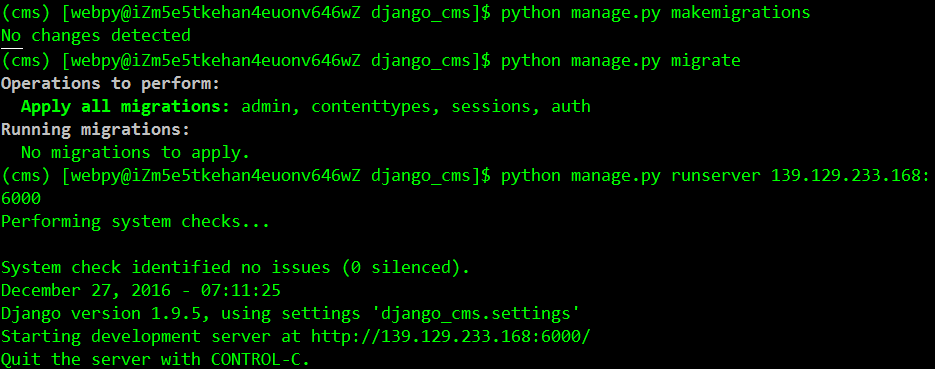 (cms) [webpy@iZm5e5tkehan4euonv646wZ django_cms]$ python manage.py makemigrations
No changes detected
(cms) [webpy@iZm5e5tkehan4euonv646wZ django_cms]$ python manage.py migrate
Operations to perform:
  Apply all migrations: admin, contenttypes, sessions, auth
Running migrations:
  No migrations to apply.
(cms) [webpy@iZm5e5tkehan4euonv646wZ django_cms]$ python manage.py runserver 139.129.233.168:
6000
Performing system checks...

System check identified no issues (0 silenced).
December 27, 2016 - 07:11:25
Django version 1.9.5, using settings 'django_cms.settings'
Starting development server at http://139.129.233.168:6000/
Quit the server with CONTROL-C.